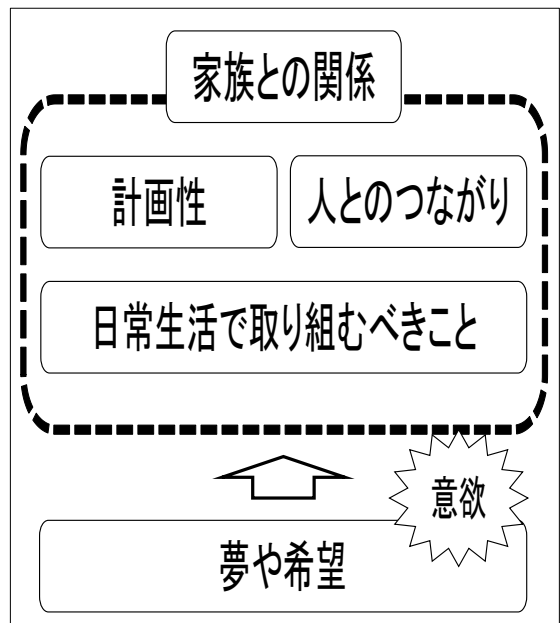 家族との関係
計画性
人とのつながり
日常生活で取り組むべきこと
意欲
夢や希望